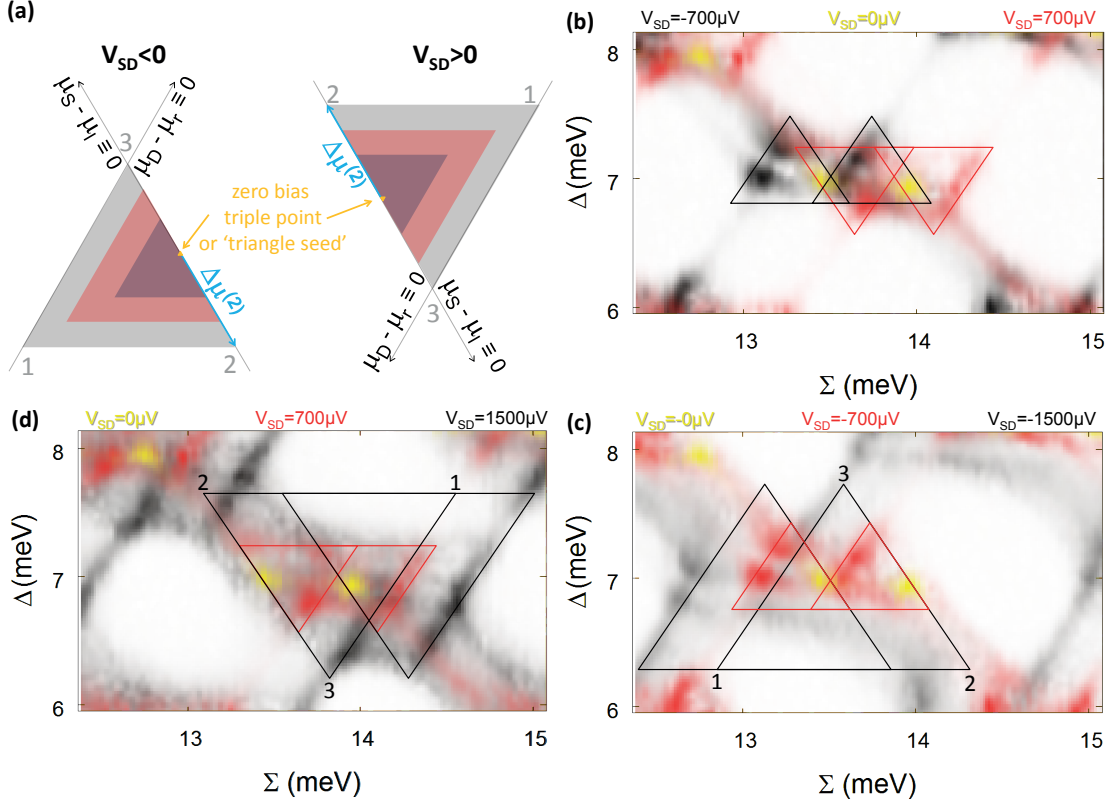 (a)
V_SD<0
V_SD>0
μ_S - μ_l ≡ 0
μ_D - μ_r ≡ 0
3
2
1
Δμ⁽²⁾
zero bias
triple point
or ‘triangle seed’
Δμ⁽²⁾
1
2
3
μ_D - μ_r ≡ 0
μ_S - μ_l ≡ 0
(b)
V_SD=-700μV
V_SD=0μV
V_SD=700μV
8
7
6
Δ (meV)
13
14
15
Σ (meV)
(d)
V_SD=0μV
V_SD=700μV
V_SD=1500μV
8
7
6
Δ (meV)
2
1
3
13
14
15
Σ (meV)
(c)
V_SD=-0μV
V_SD=-700μV
V_SD=-1500μV
8
7
6
Δ (meV)
3
1
2
13
14
15
Σ (meV)